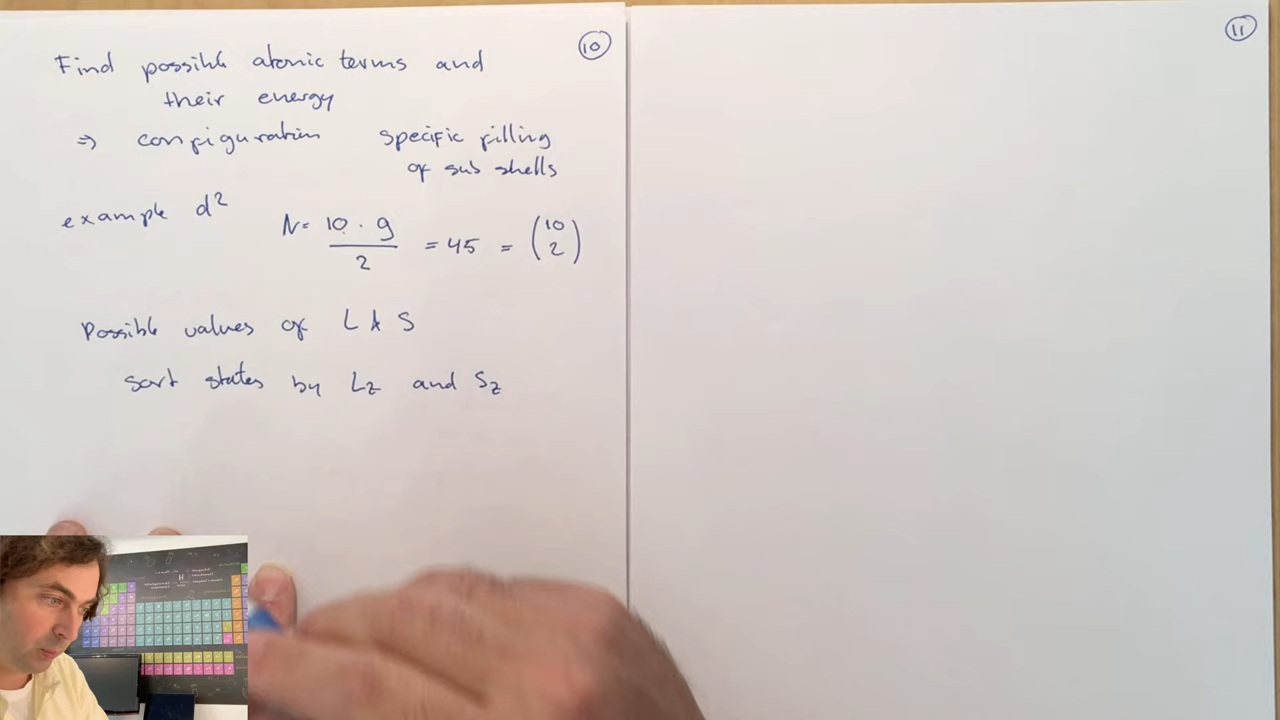 10
Find possible atomic terms and
their energy
⇒ configuration specific filling
of sub shells
example d²
N = 10 · 9 / 2 = 45 = (10 2)
Possible values of L & S
sort states by Lz and Sz
11